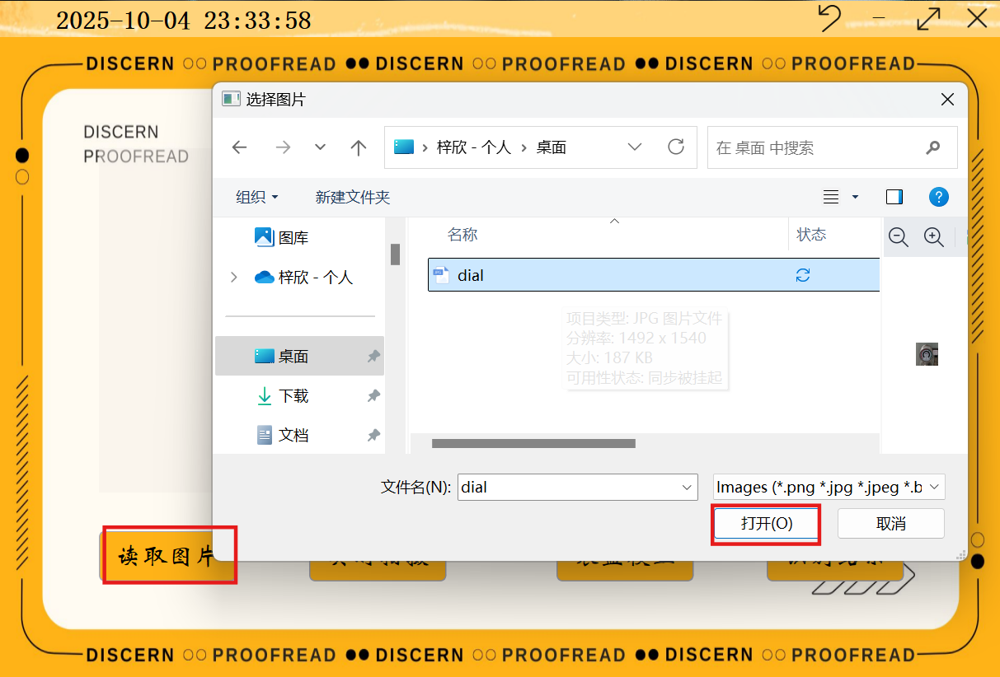 2025-10-04 23:33:58
DISCERN PROOFREAD DISCERN PROOFREAD DISCERN PROOFREAD
选择图片
DISCERN
PROOFREAD
梓欣 - 个人 › 桌面
在 桌面 中搜索
组织
新建文件夹
名称
状态
图库
梓欣 - 个人
桌面
下载
文档
dial
项目类型: JPG 图片文件
分辨率: 1492 x 1540
大小: 187 KB
可用性状态: 同步被挂起
文件名(N):
dial
Images (*.png *.jpg *.jpeg *.b
打开(O)
取消
读取图片
DISCERN PROOFREAD DISCERN PROOFREAD DISCERN PROOFREAD